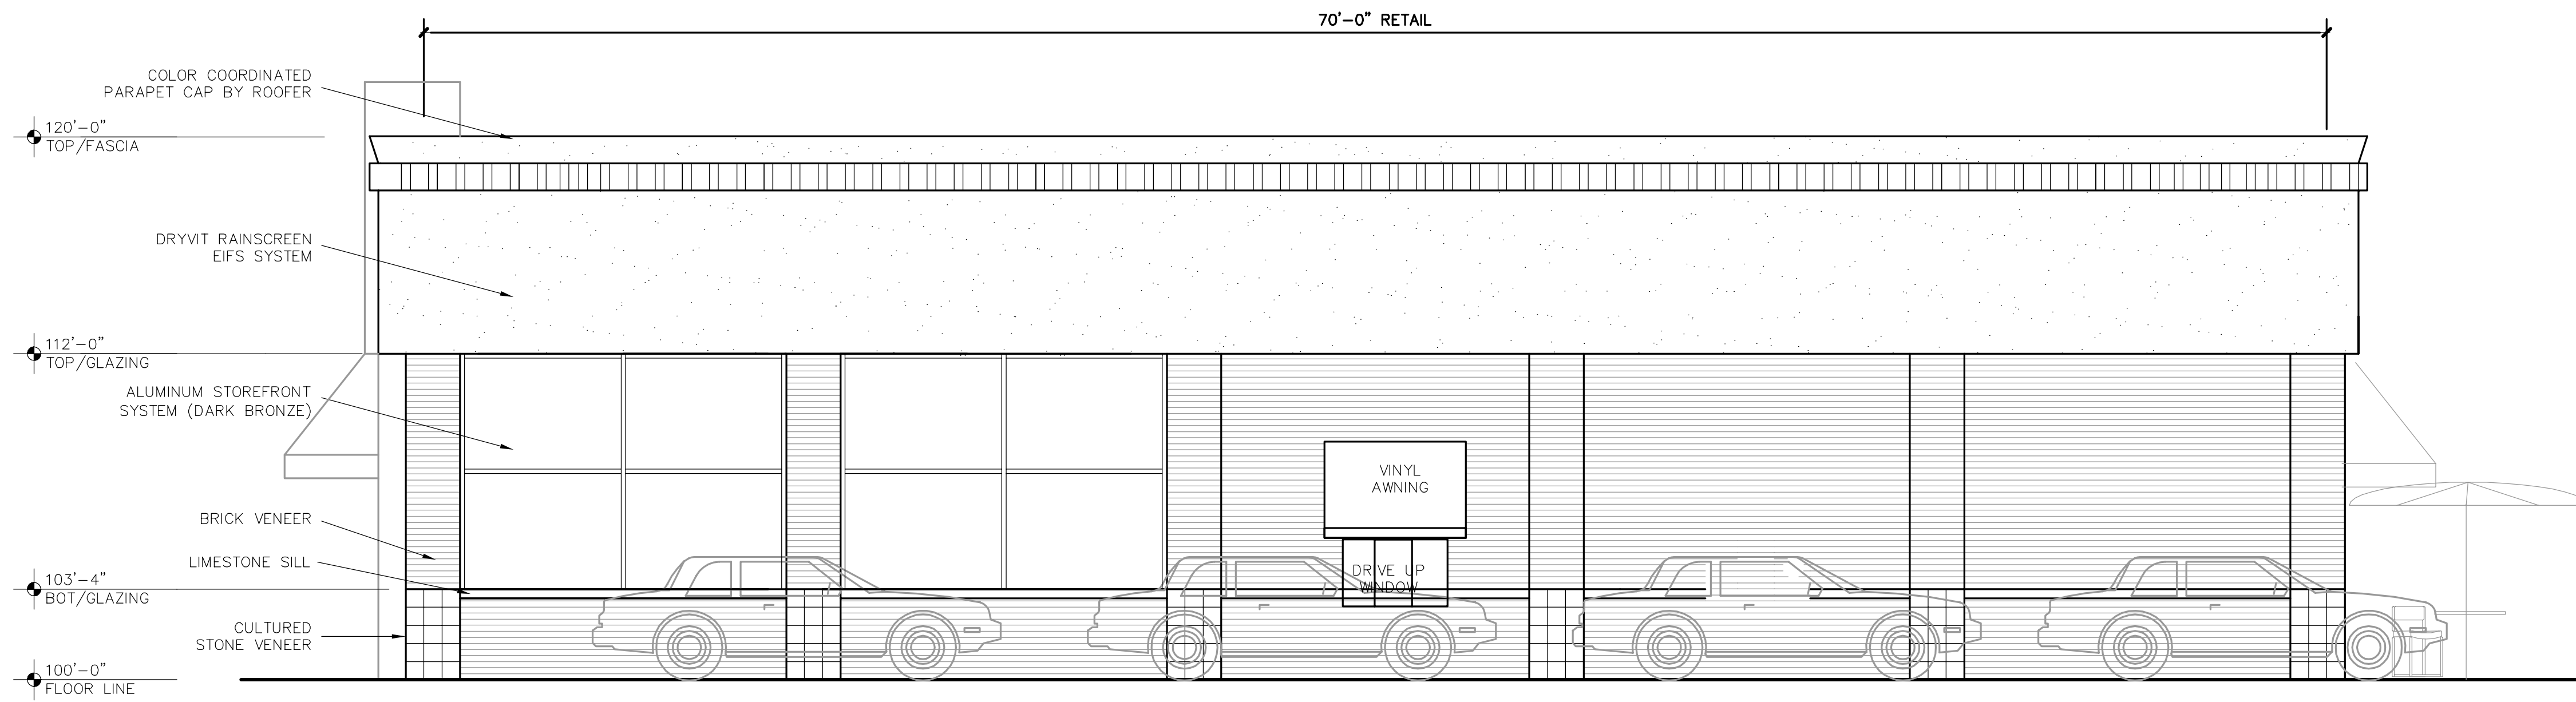 70'-0" RETAIL
COLOR COORDINATED
PARAPET CAP BY ROOFER
120'-0"
TOP/FASCIA
DRYVIT RAINSCREEN
EIFS SYSTEM
112'-0"
TOP/GLAZING
ALUMINUM STOREFRONT
SYSTEM (DARK BRONZE)
VINYL
AWNING
BRICK VENEER
LIMESTONE SILL
DRIVE UP
WINDOW
103'-4"
BOT/GLAZING
CULTURED
STONE VENEER
100'-0"
FLOOR LINE